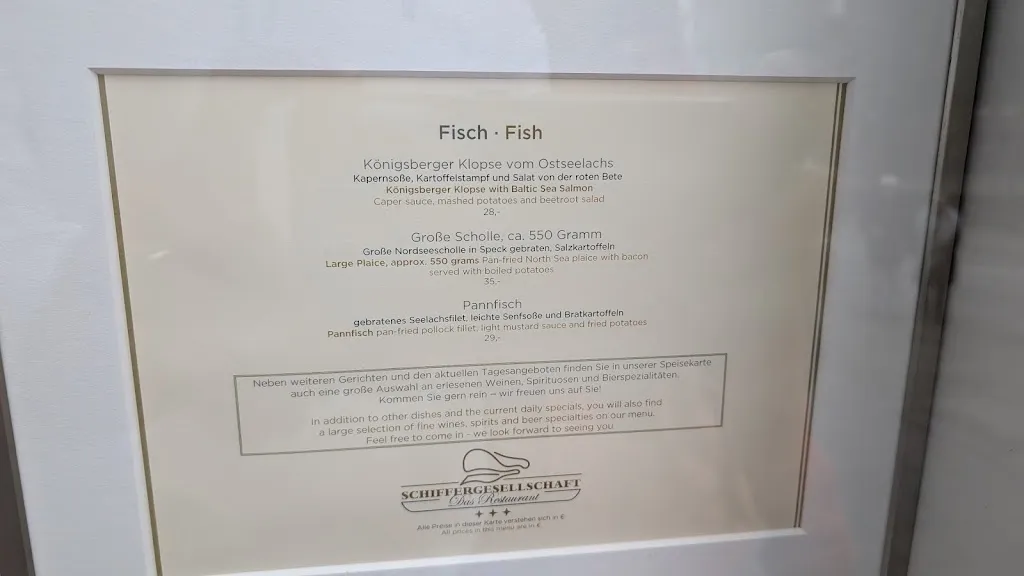 Fisch · Fish
Königsberger Klopse vom Ostseelachs
Kapernsoße, Kartoffelstampf und Salat von der roten Bete
Königsberger Klopse with Baltic Sea Salmon
Caper sauce, mashed potatoes and beetroot salad
28,-
Große Scholle, ca. 550 Gramm
Große Nordseescholle in Speck gebraten, Salzkartoffeln
Large Plaice, approx. 550 grams Pan-fried North Sea plaice with bacon
served with boiled potatoes
35,-
Pannfisch
gebratenes Seelachsfilet, leichte Senfsoße und Bratkartoffeln
Pannfisch pan-fried pollock fillet, light mustard sauce and fried potatoes
29,-
Neben weiteren Gerichten und den aktuellen Tagesangeboten finden Sie in unserer Speisekarte
auch eine große Auswahl an erlesenen Weinen, Spirituosen und Bierspezialitäten.
Kommen Sie gern rein – wir freuen uns auf Sie!
In addition to other dishes and the current daily specials, you will also find
a large selection of fine wines, spirits and beer specialties on our menu.
Feel free to come in - we look forward to seeing you
SCHIFFERGESELLSCHAFT
Das Restaurant
Alle Preise in dieser Karte verstehen sich in €
All prices in this menu are in €